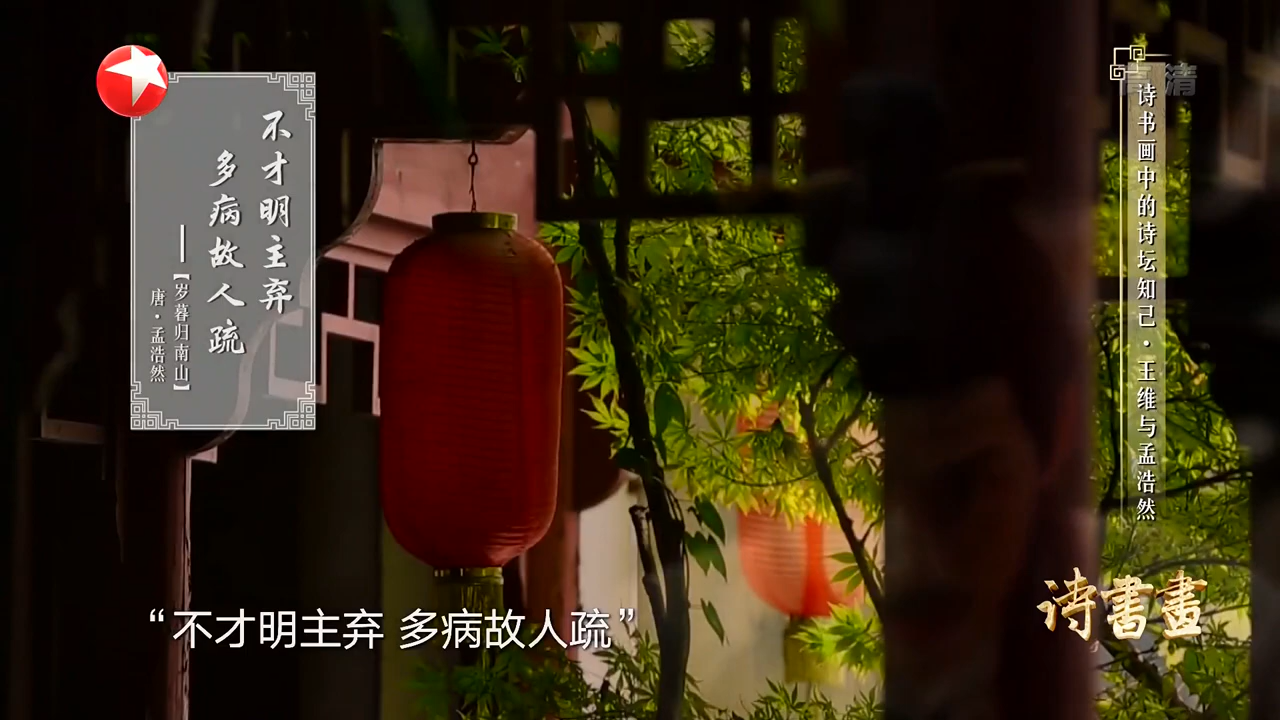 不才明主弃
多病故人疏
——【岁暮归南山】
唐·孟浩然
高清
诗书画中的诗坛知己·王维与孟浩然
诗書畫
“不才明主弃 多病故人疏”